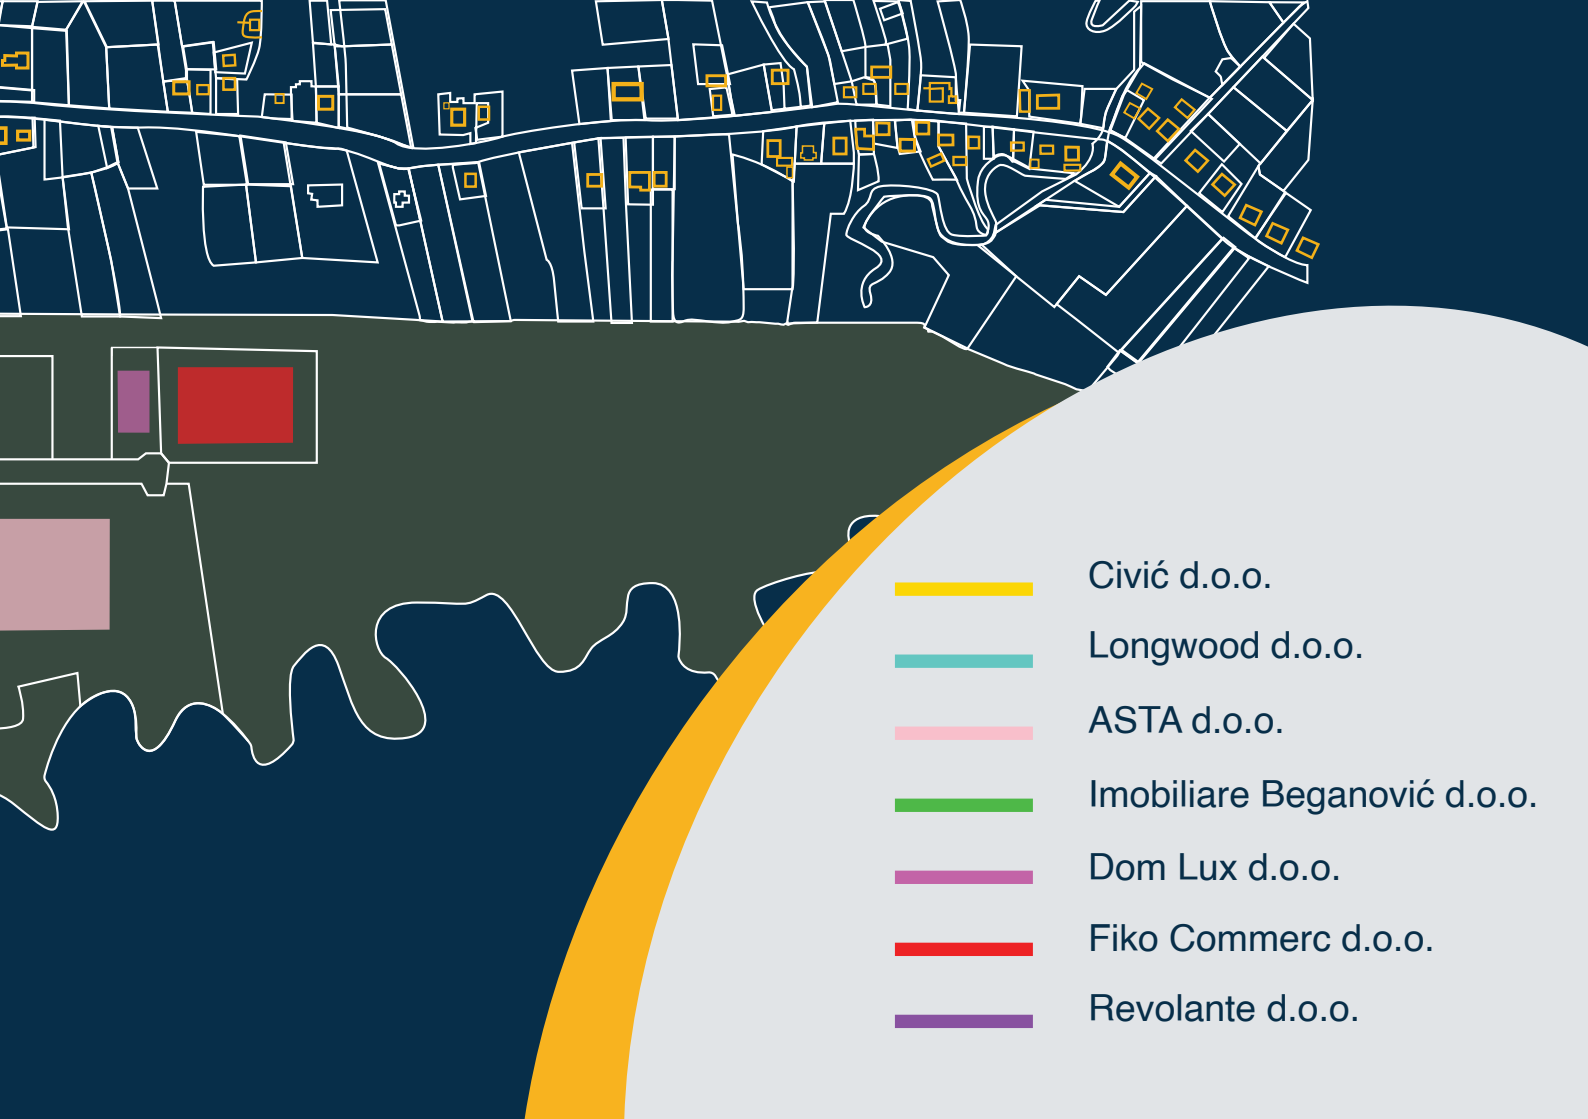 Civić d.o.o.
Longwood d.o.o.
ASTA d.o.o.
Imobiliare Beganović d.o.o.
Dom Lux d.o.o.
Fiko Commerc d.o.o.
Revolante d.o.o.